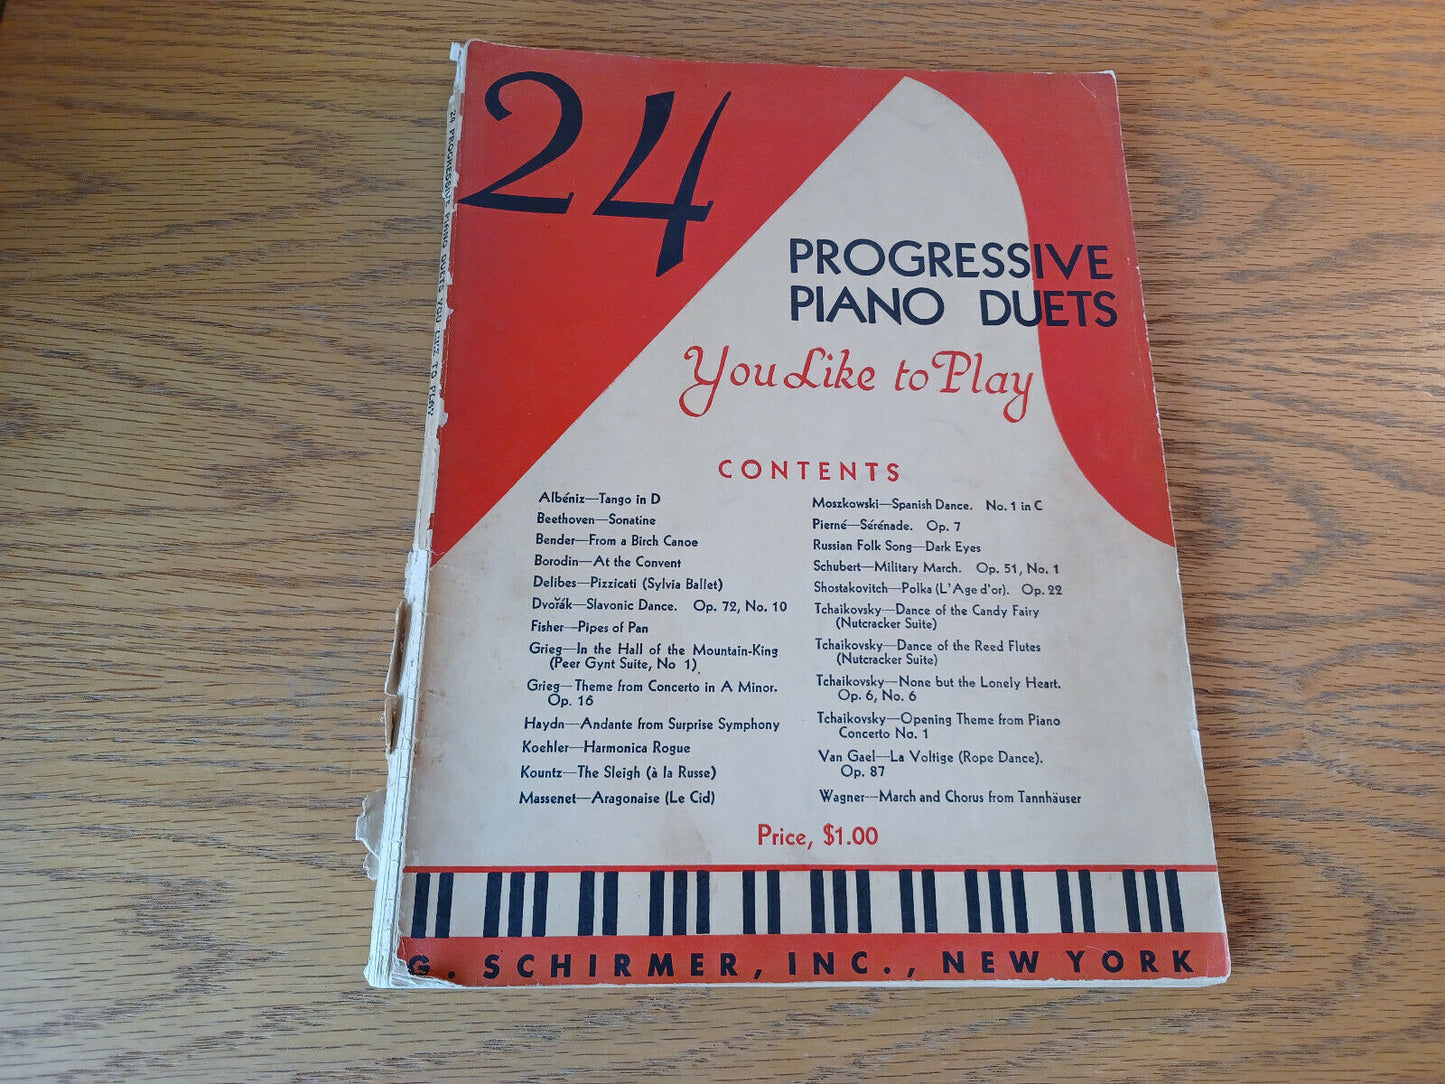 24
PROGRESSIVE
PIANO DUETS
You Like to Play
CONTENTS
Albéniz—Tango in D
Beethoven—Sonatine
Bender—From a Birch Canoe
Borodin—At the Convent
Delibes—Pizzicati (Sylvia Ballet)
Dvořák—Slavonic Dance. Op. 72, No. 10
Fisher—Pipes of Pan
Grieg—In the Hall of the Mountain-King
(Peer Gynt Suite, No 1).
Grieg—Theme from Concerto in A Minor.
Op. 16
Haydn—Andante from Surprise Symphony
Koehler—Harmonica Rogue
Kountz—The Sleigh (à la Russe)
Massenet—Aragonaise (Le Cid)
Moszkowski—Spanish Dance. No. 1 in C
Pierné—Sérénade. Op. 7
Russian Folk Song—Dark Eyes
Schubert—Military March. Op. 51, No. 1
Shostakovitch—Polka (L'Age d'or). Op. 22
Tchaikovsky—Dance of the Candy Fairy
(Nutcracker Suite)
Tchaikovsky—Dance of the Reed Flutes
(Nutcracker Suite)
Tchaikovsky—None but the Lonely Heart.
Op. 6, No. 6
Tchaikovsky—Opening Theme from Piano
Concerto No. 1
Van Gael—La Voltige (Rope Dance).
Op. 87
Wagner—March and Chorus from Tannhäuser
Price, $1.00
G. SCHIRMER, INC., NEW YORK
24 PROGRESSIVE PIANO DUETS YOU TO PLAY